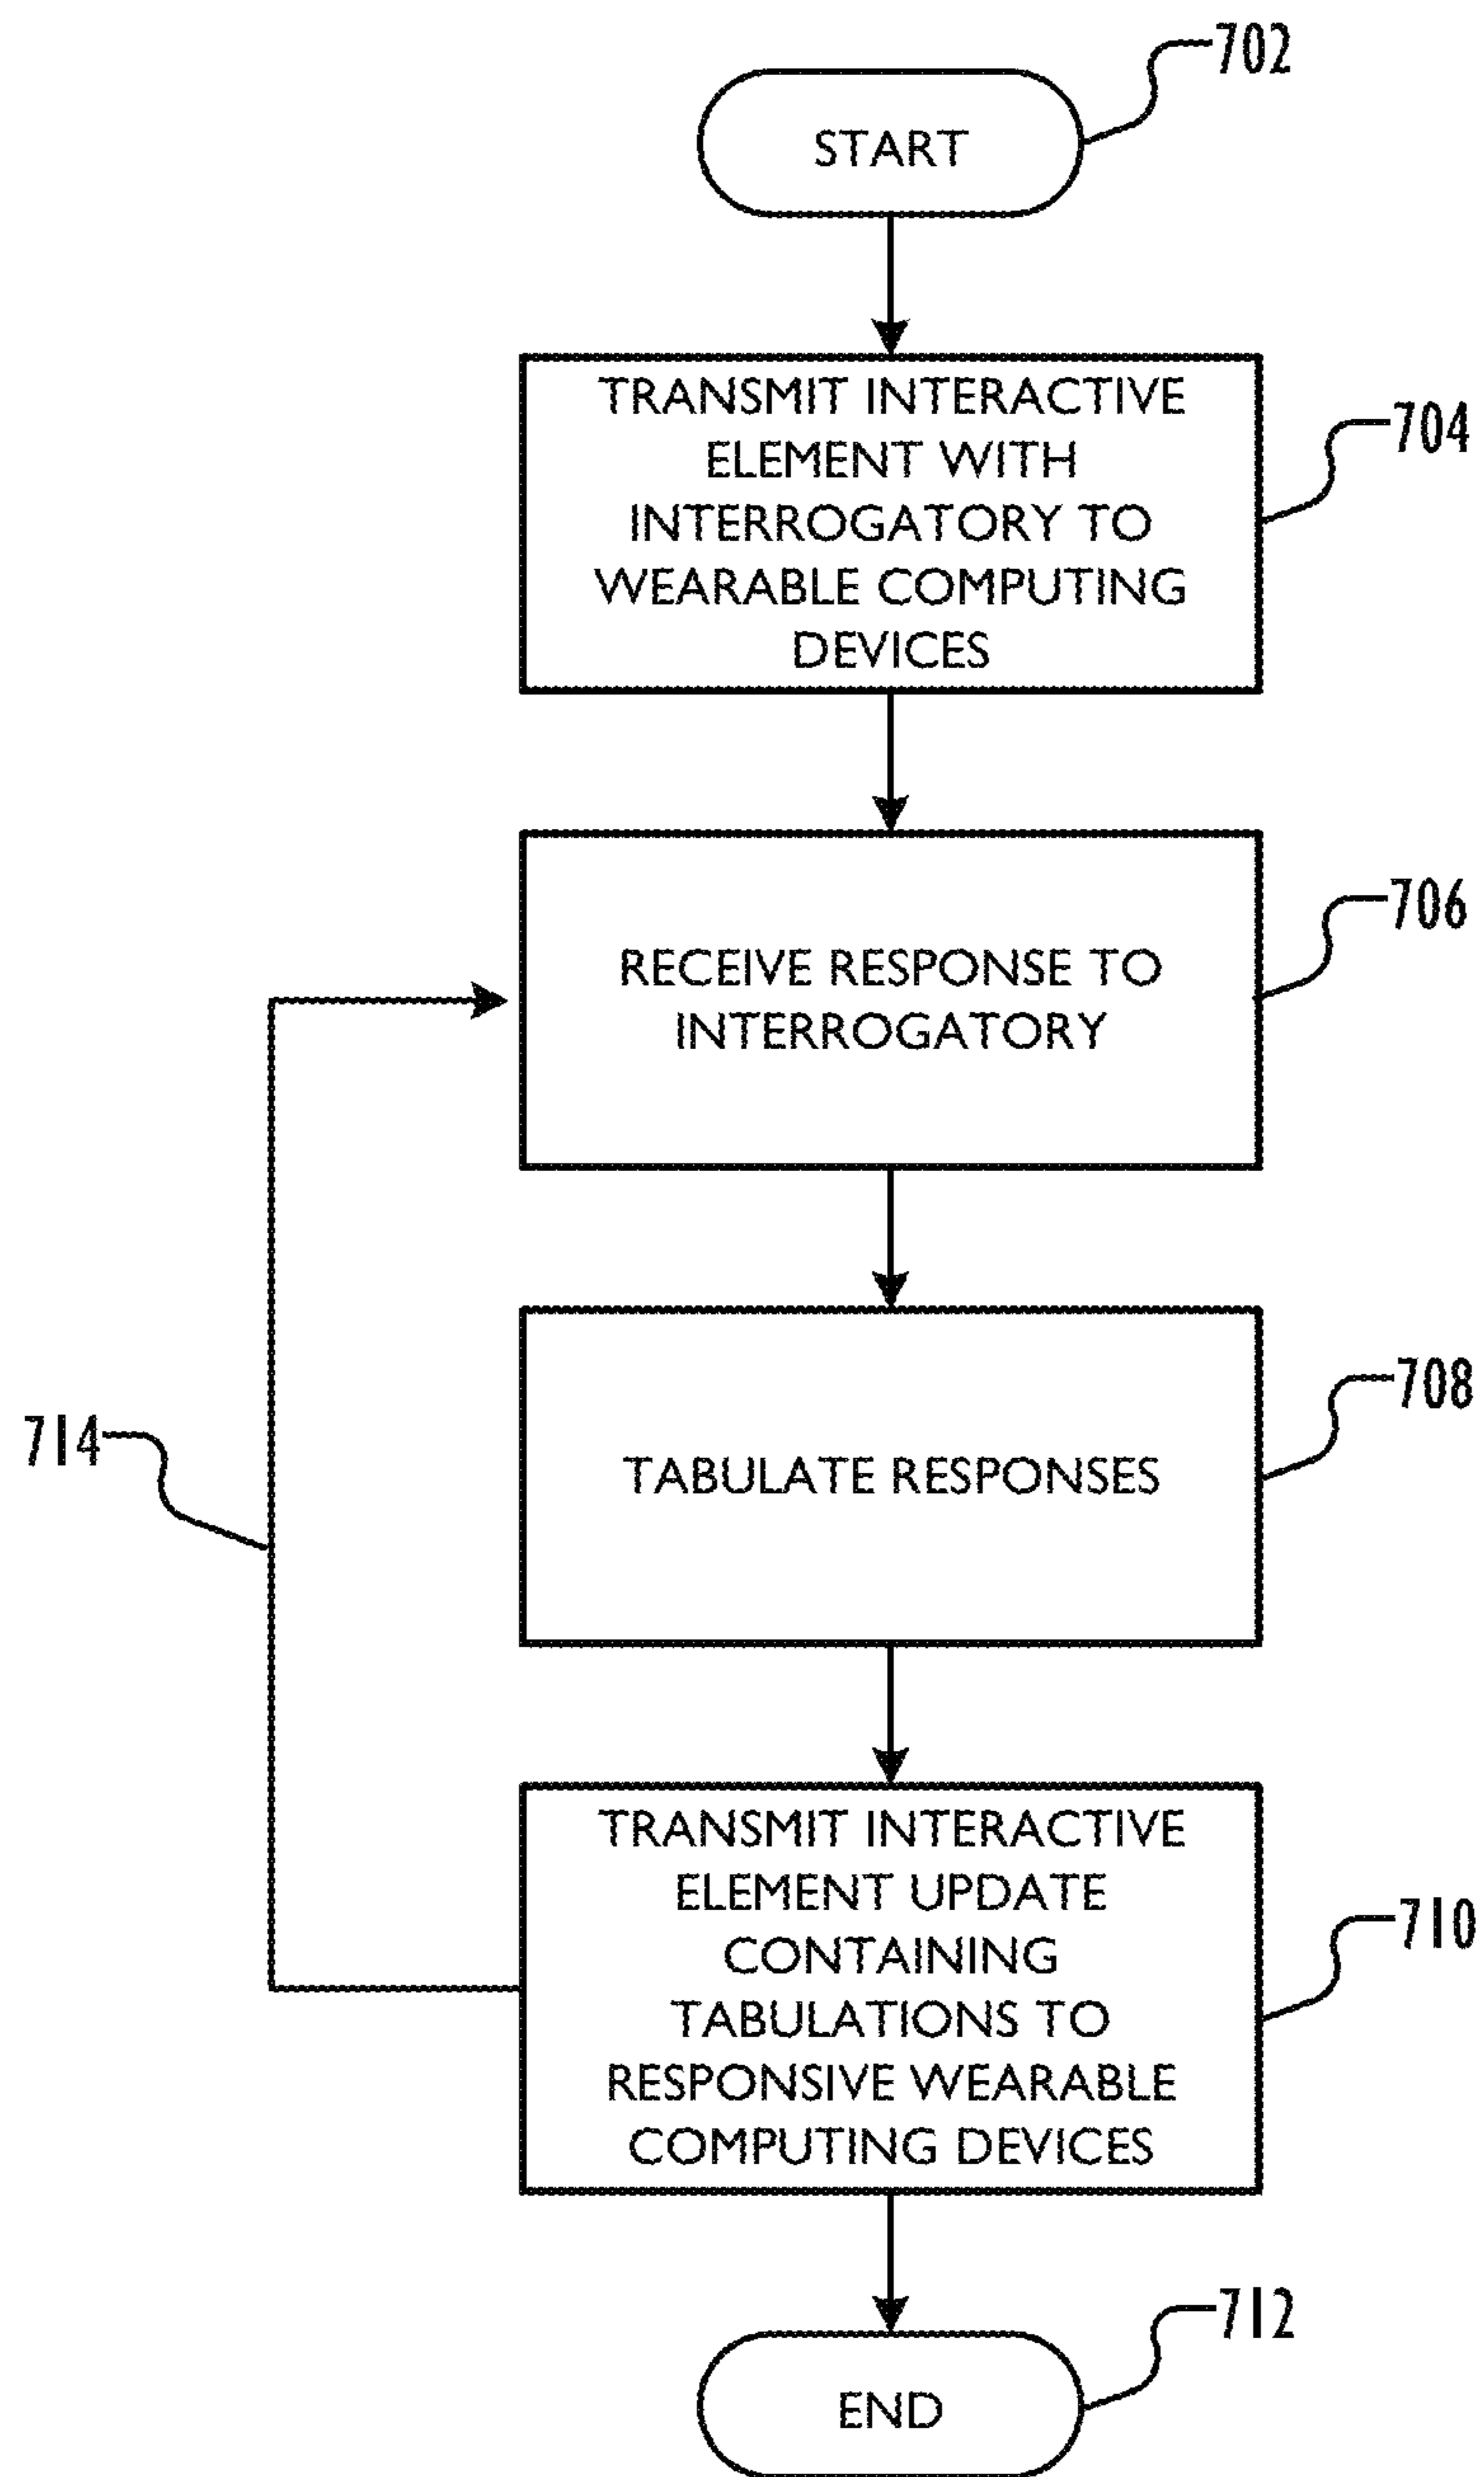 702
START
TRANSMIT INTERACTIVE
ELEMENT WITH
INTERROGATORY TO
WEARABLE COMPUTING
DEVICES
704
RECEIVE RESPONSE TO
INTERROGATORY
706
TABULATE RESPONSES
708
714
TRANSMIT INTERACTIVE
ELEMENT UPDATE
CONTAINING
TABULATIONS TO
RESPONSIVE WEARABLE
COMPUTING DEVICES
710
END
712